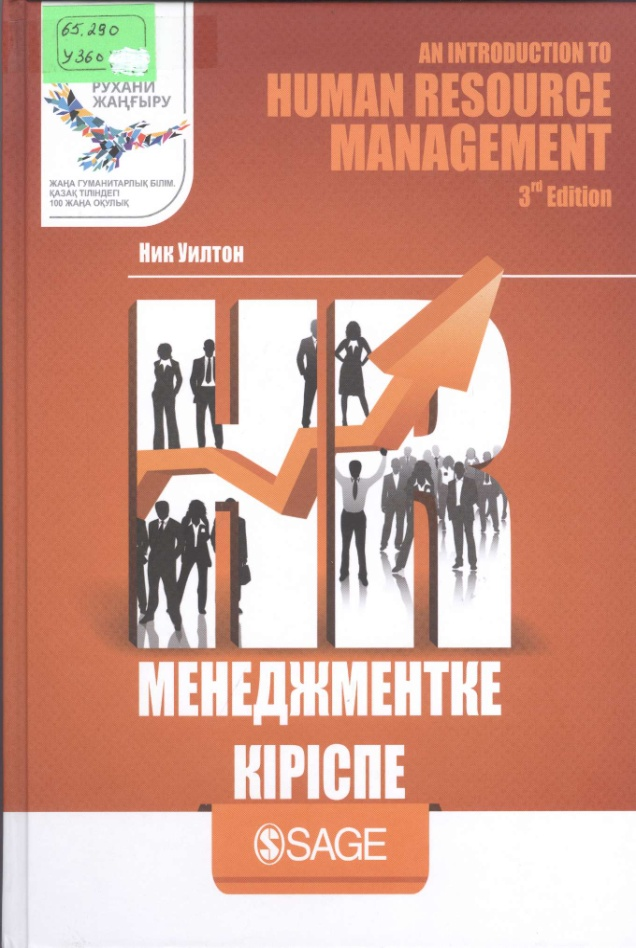 65.290
У360
РУХАНИ
ЖАҢҒЫРУ
ЖАҢА ГУМАНИТАРЛЫҚ БІЛІМ.
ҚАЗАҚ ТІЛІНДЕГІ
100 ЖАҢА ОҚУЛЫҚ
AN INTRODUCTION TO
HUMAN RESOURCE
MANAGEMENT
3rd Edition
Ник Уилтон
HR
МЕНЕДЖМЕНТКЕ
КІРІСПЕ
SAGE